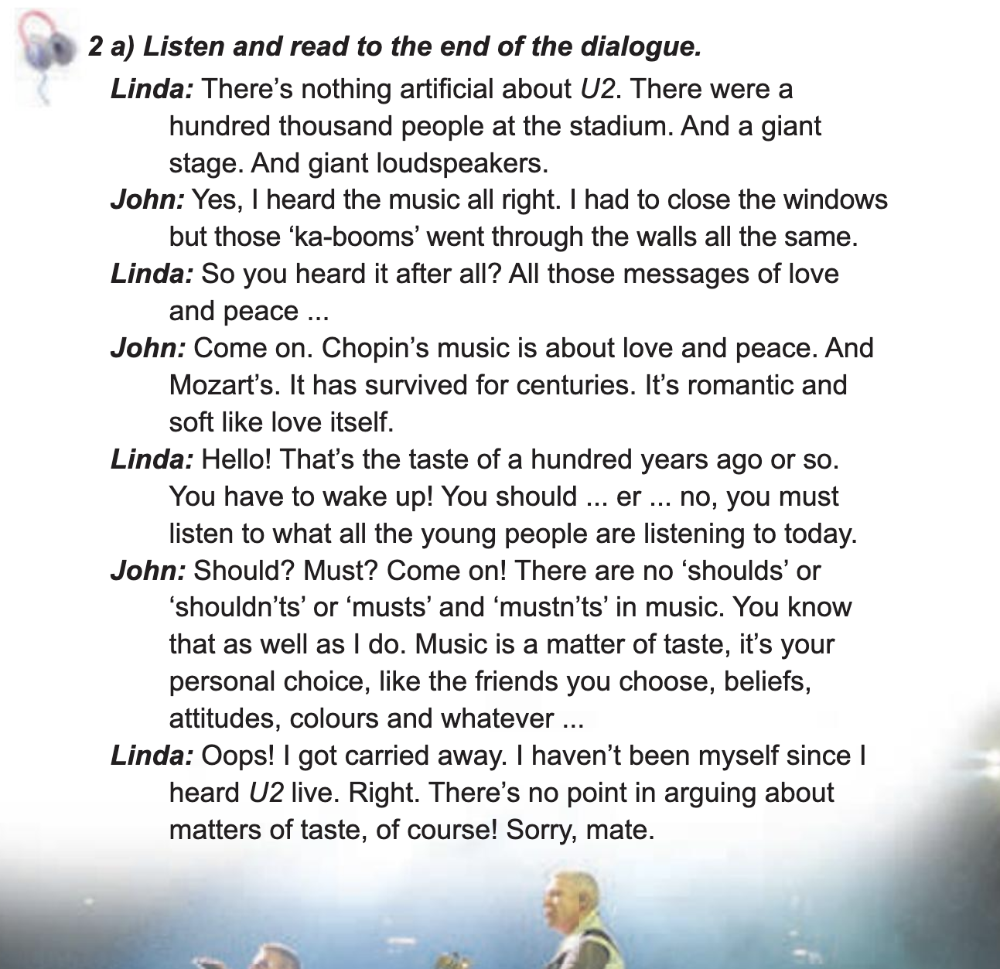 2 a) Listen and read to the end of the dialogue.
Linda: There’s nothing artificial about U2. There were a
hundred thousand people at the stadium. And a giant
stage. And giant loudspeakers.
John: Yes, I heard the music all right. I had to close the windows
but those ‘ka-booms’ went through the walls all the same.
Linda: So you heard it after all? All those messages of love
and peace ...
John: Come on. Chopin’s music is about love and peace. And
Mozart’s. It has survived for centuries. It’s romantic and
soft like love itself.
Linda: Hello! That’s the taste of a hundred years ago or so.
You have to wake up! You should ... er ... no, you must
listen to what all the young people are listening to today.
John: Should? Must? Come on! There are no ‘shoulds’ or
‘shouldn’ts’ or ‘musts’ and ‘mustn’ts’ in music. You know
that as well as I do. Music is a matter of taste, it’s your
personal choice, like the friends you choose, beliefs,
attitudes, colours and whatever ...
Linda: Oops! I got carried away. I haven’t been myself since I
heard U2 live. Right. There’s no point in arguing about
matters of taste, of course! Sorry, mate.